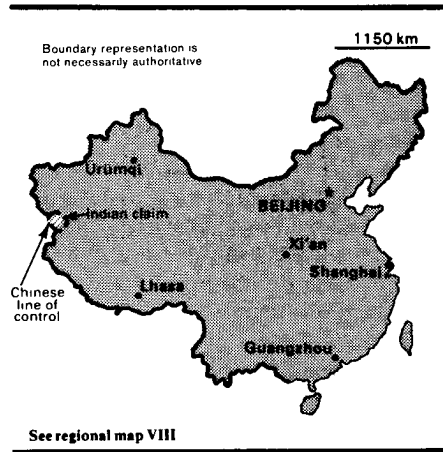 Boundary representation is
not necessarily authoritative
1150 km
Urumqi
Indian claim
BEIJING
Xi'an
Shanghai
Chinese
line of
control
Lhasa
Guangzhou
See regional map VIII